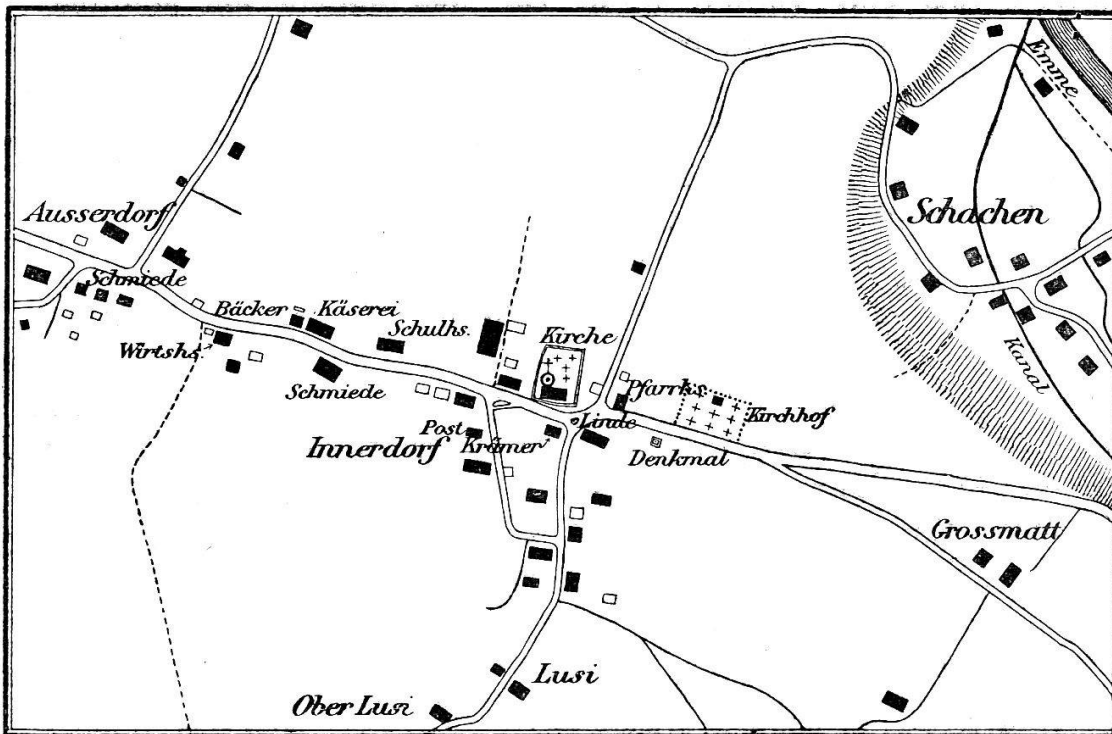 Emme
Ausserdorf
Schachen
Schmiede
Bäcker
Käserei
Schulhs.
Kirche
Wirtshs.
Schmiede
Kanal
Pfarrhs.
Kirchhof
Post
Krämer
Linde
Innerdorf
Denkmal
Grossmatt
Lusi
Ober Lusi